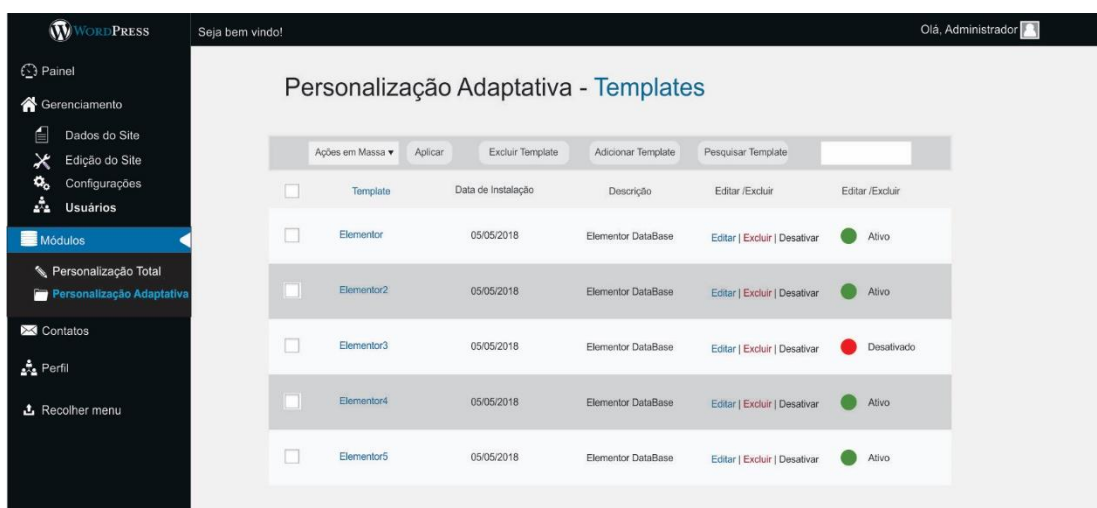 WORDPRESS
Seja bem vindo!
Olá, Administrador
Painel
Gerenciamento
Dados do Site
Edição do Site
Configurações
Usuários
Módulos
Personalização Total
Personalização Adaptativa
Contatos
Perfil
Recolher menu
Personalização Adaptativa - Templates
Ações em Massa ▾ Aplicar Excluir Template Adicionar Template Pesquisar Template
Template Data de Instalação Descrição Editar /Excluir Editar /Excluir
Elementor 05/05/2018 Elementor DataBase Editar | Excluir | Desativar Ativo
Elementor2 05/05/2018 Elementor DataBase Editar | Excluir | Desativar Ativo
Elementor3 05/05/2018 Elementor DataBase Editar | Excluir | Desativar Desativado
Elementor4 05/05/2018 Elementor DataBase Editar | Excluir | Desativar Ativo
Elementor5 05/05/2018 Elementor DataBase Editar | Excluir | Desativar Ativo